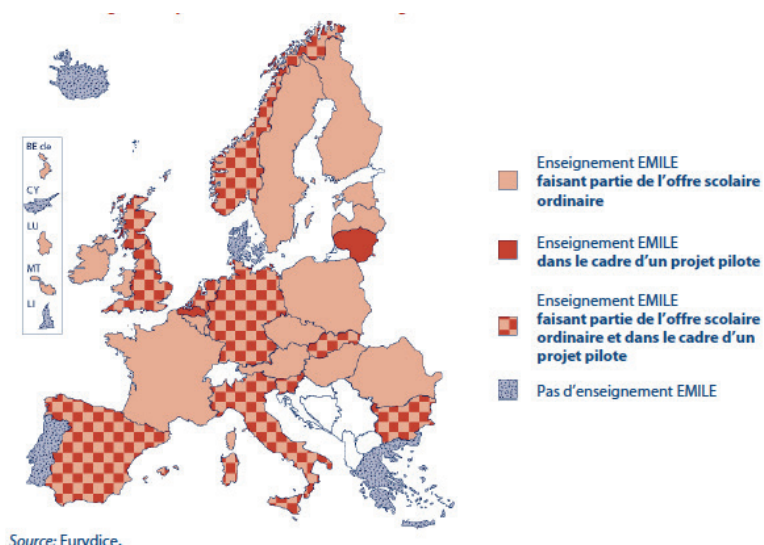 BE de
CY
LU
MT
LI
Enseignement EMILE
faisant partie de l'offre scolaire
ordinaire
Enseignement EMILE
dans le cadre d'un projet pilote
Enseignement EMILE
faisant partie de l'offre scolaire
ordinaire et dans le cadre d'un
projet pilote
Pas d'enseignement EMILE
Source: Eurydice.